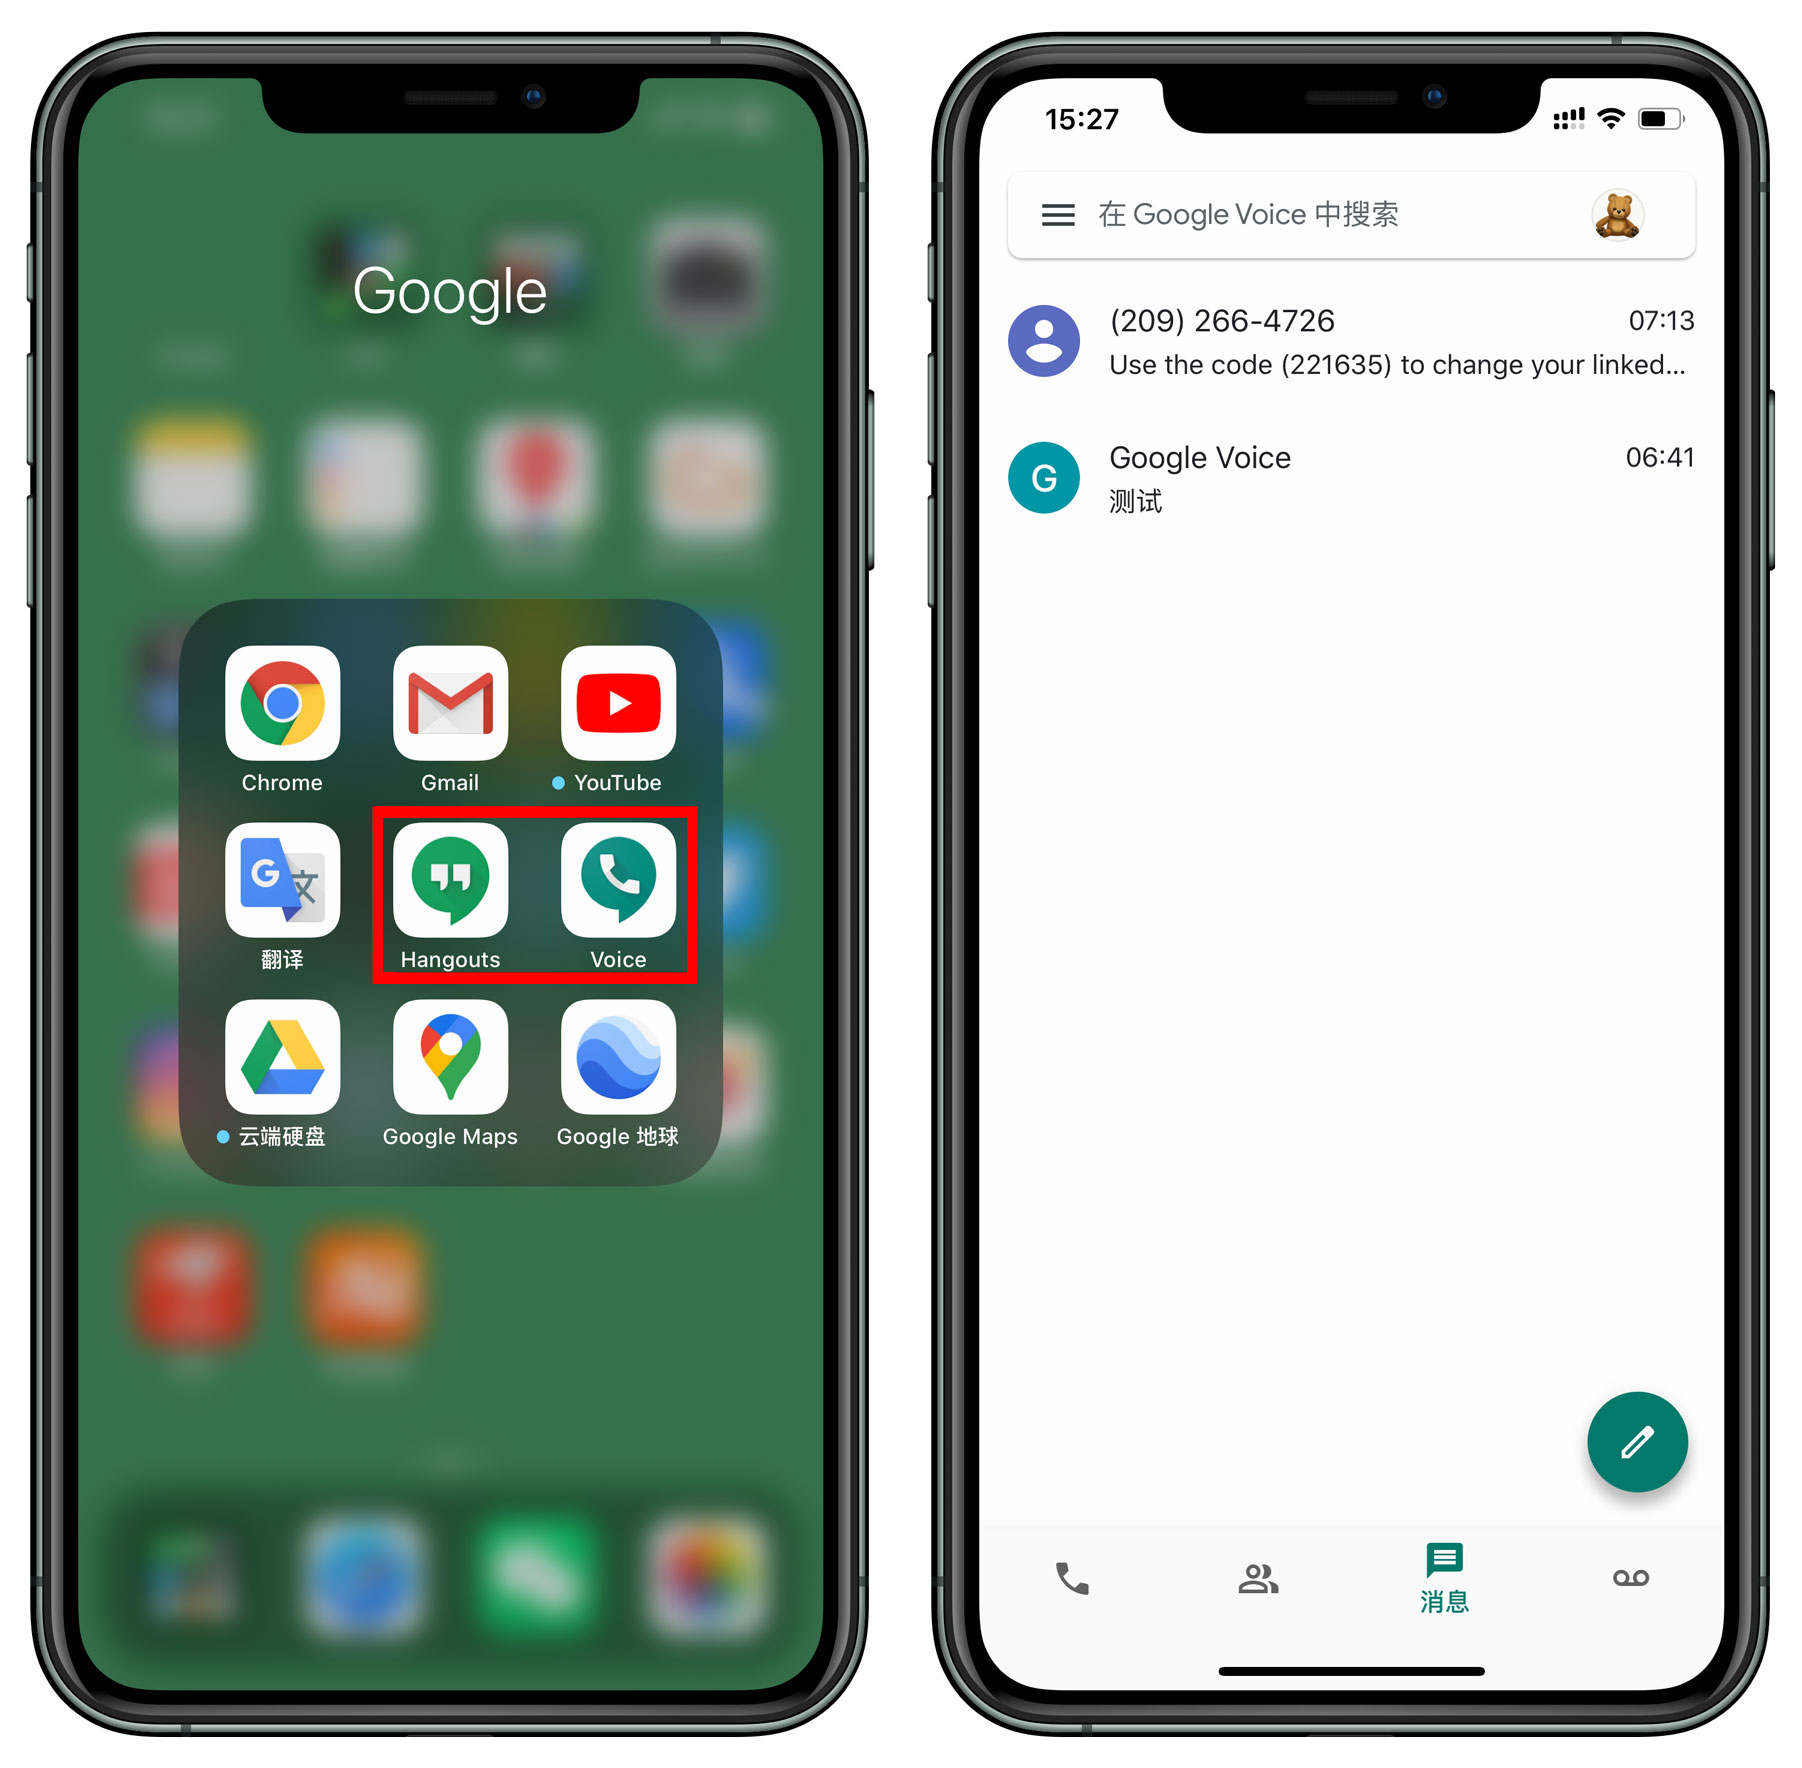 Google
Chrome
Gmail
YouTube
G 文
翻译
Hangouts
Voice
云端硬盘
Google Maps
Google 地球
15:27
在 Google Voice 中搜索
(209) 266-4726
07:13
Use the code (221635) to change your linked...
G
Google Voice
06:41
测试
消息